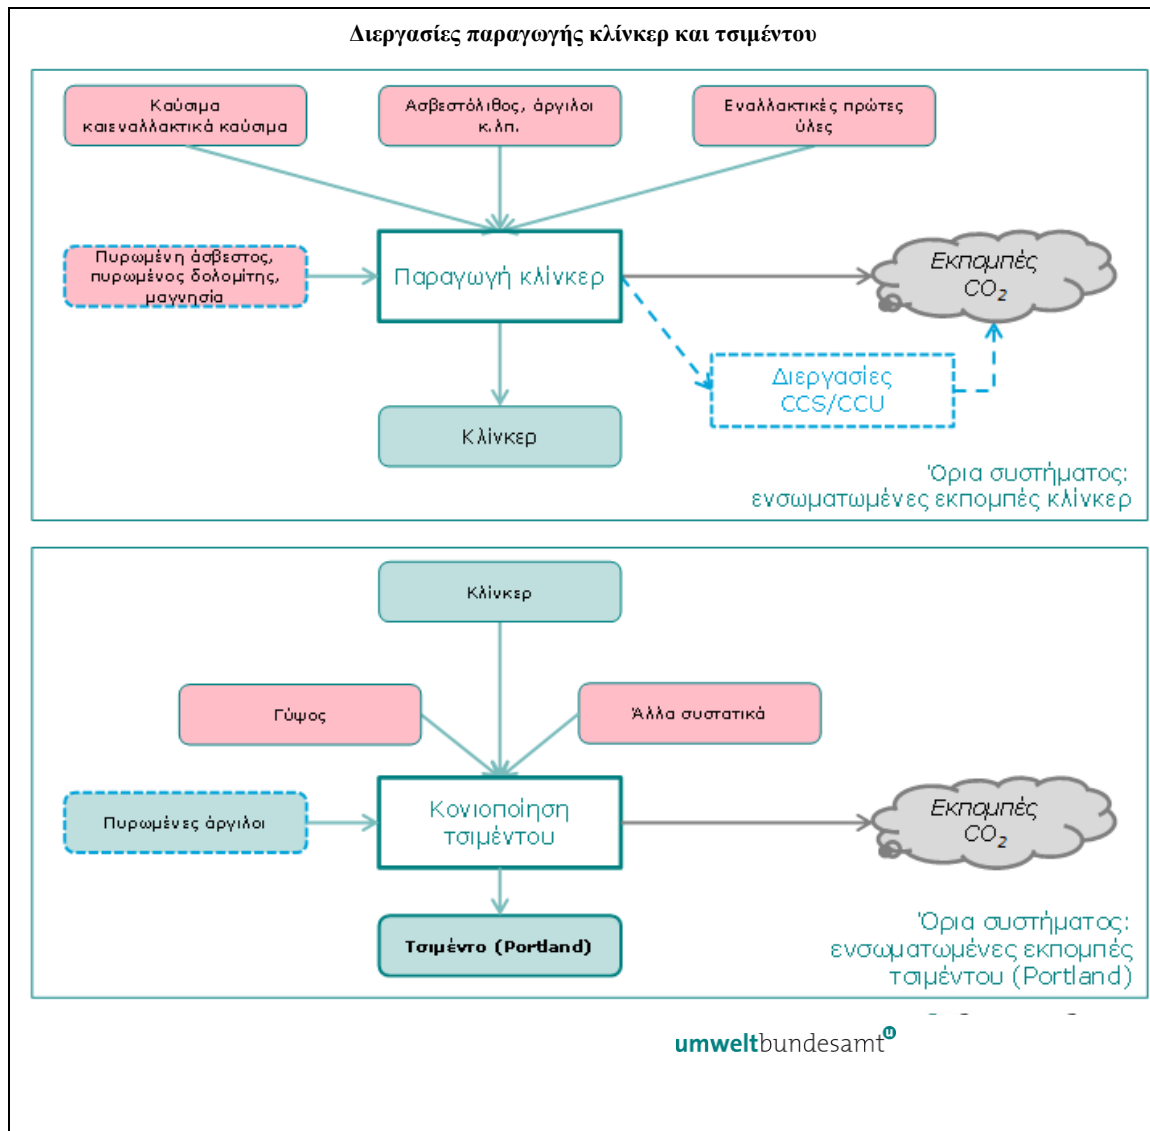 Διεργασίες παραγωγής κλίνκερ και τσιμέντου
Καύσιμα
καιεναλλακτικά καύσιμα
Ασβεστόλιθος, άργιλοι
κ.λπ.
Εναλλακτικές πρώτες
ύλες
Πυρωμένη άσβεστος,
πυρωμένος δολομίτης,
μαγνησία
Παραγωγή κλίνκερ
Εκπομπές
CO2
Διεργασίες
CCS/CCU
Κλίνκερ
Όρια συστήματος:
ενσωματωμένες εκπομπές κλίνκερ
Κλίνκερ
Γύψος
Άλλα συστατικά
Πυρωμένες άργιλοι
Κονιοποίηση
τσιμέντου
Εκπομπές
CO2
Τσιμέντο (Portland)
Όρια συστήματος:
ενσωματωμένες εκπομπές
τσιμέντου (Portland)
umweltbundesamt